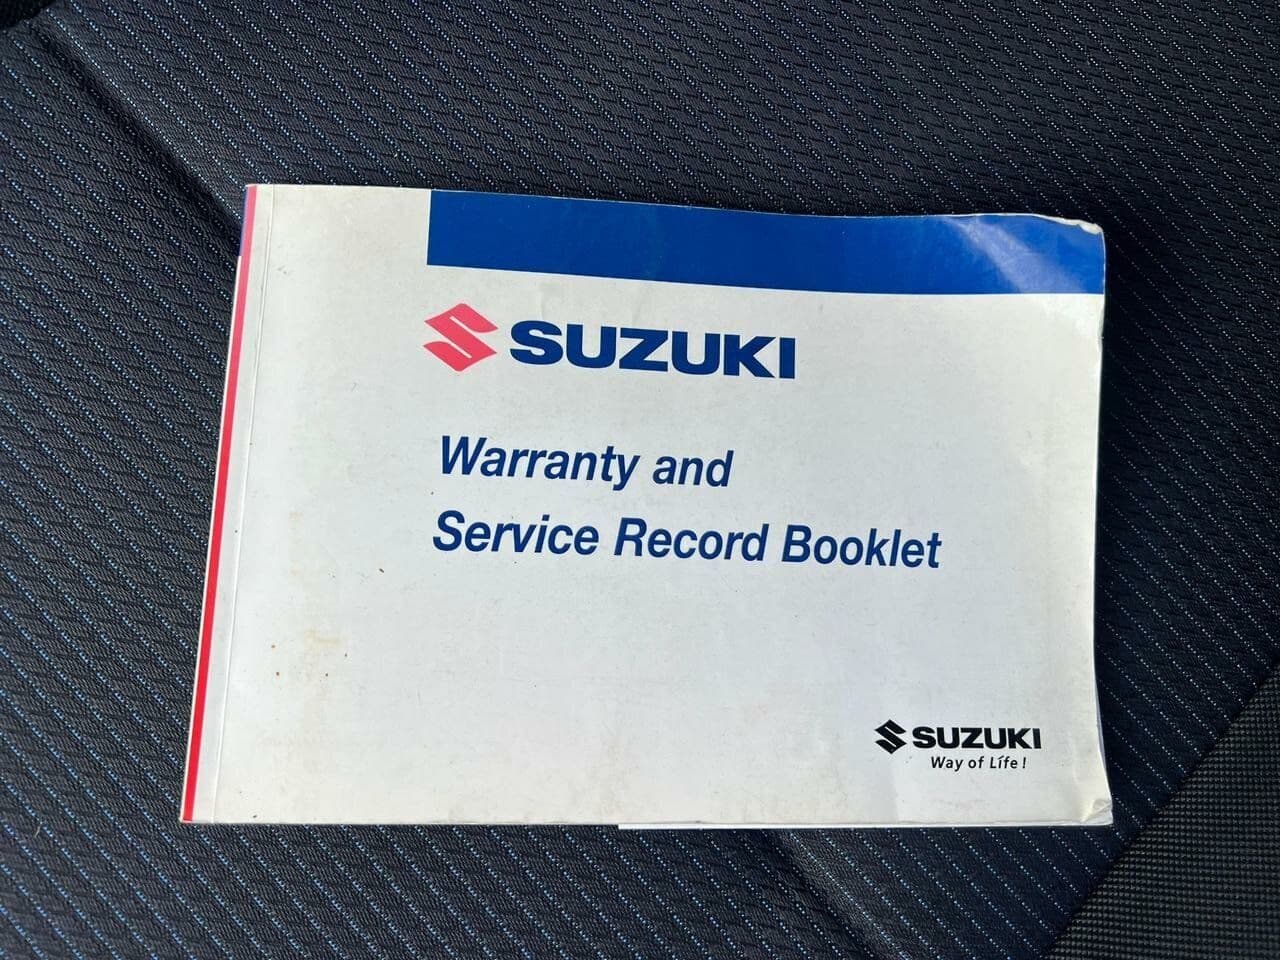 SUZUKI
Warranty and
Service Record Booklet
SUZUKI
Way of Life!